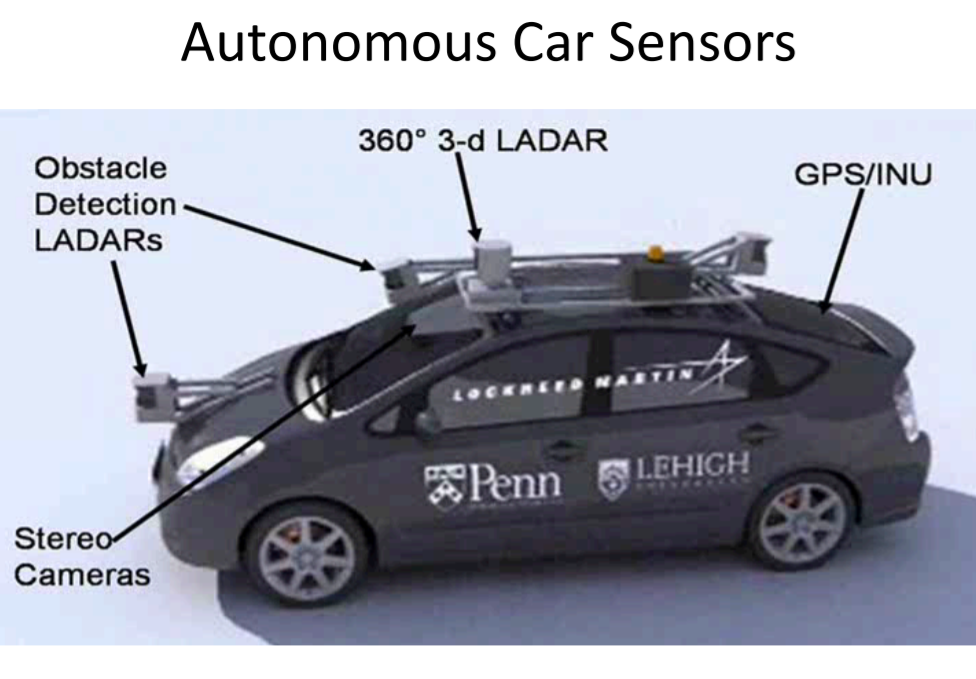 Autonomous Car Sensors
360° 3-d LADAR
Obstacle
Detection
LADARs
GPS/INU
LOCKHEED MARTIN
Penn
LEHIGH
Stereo
Cameras